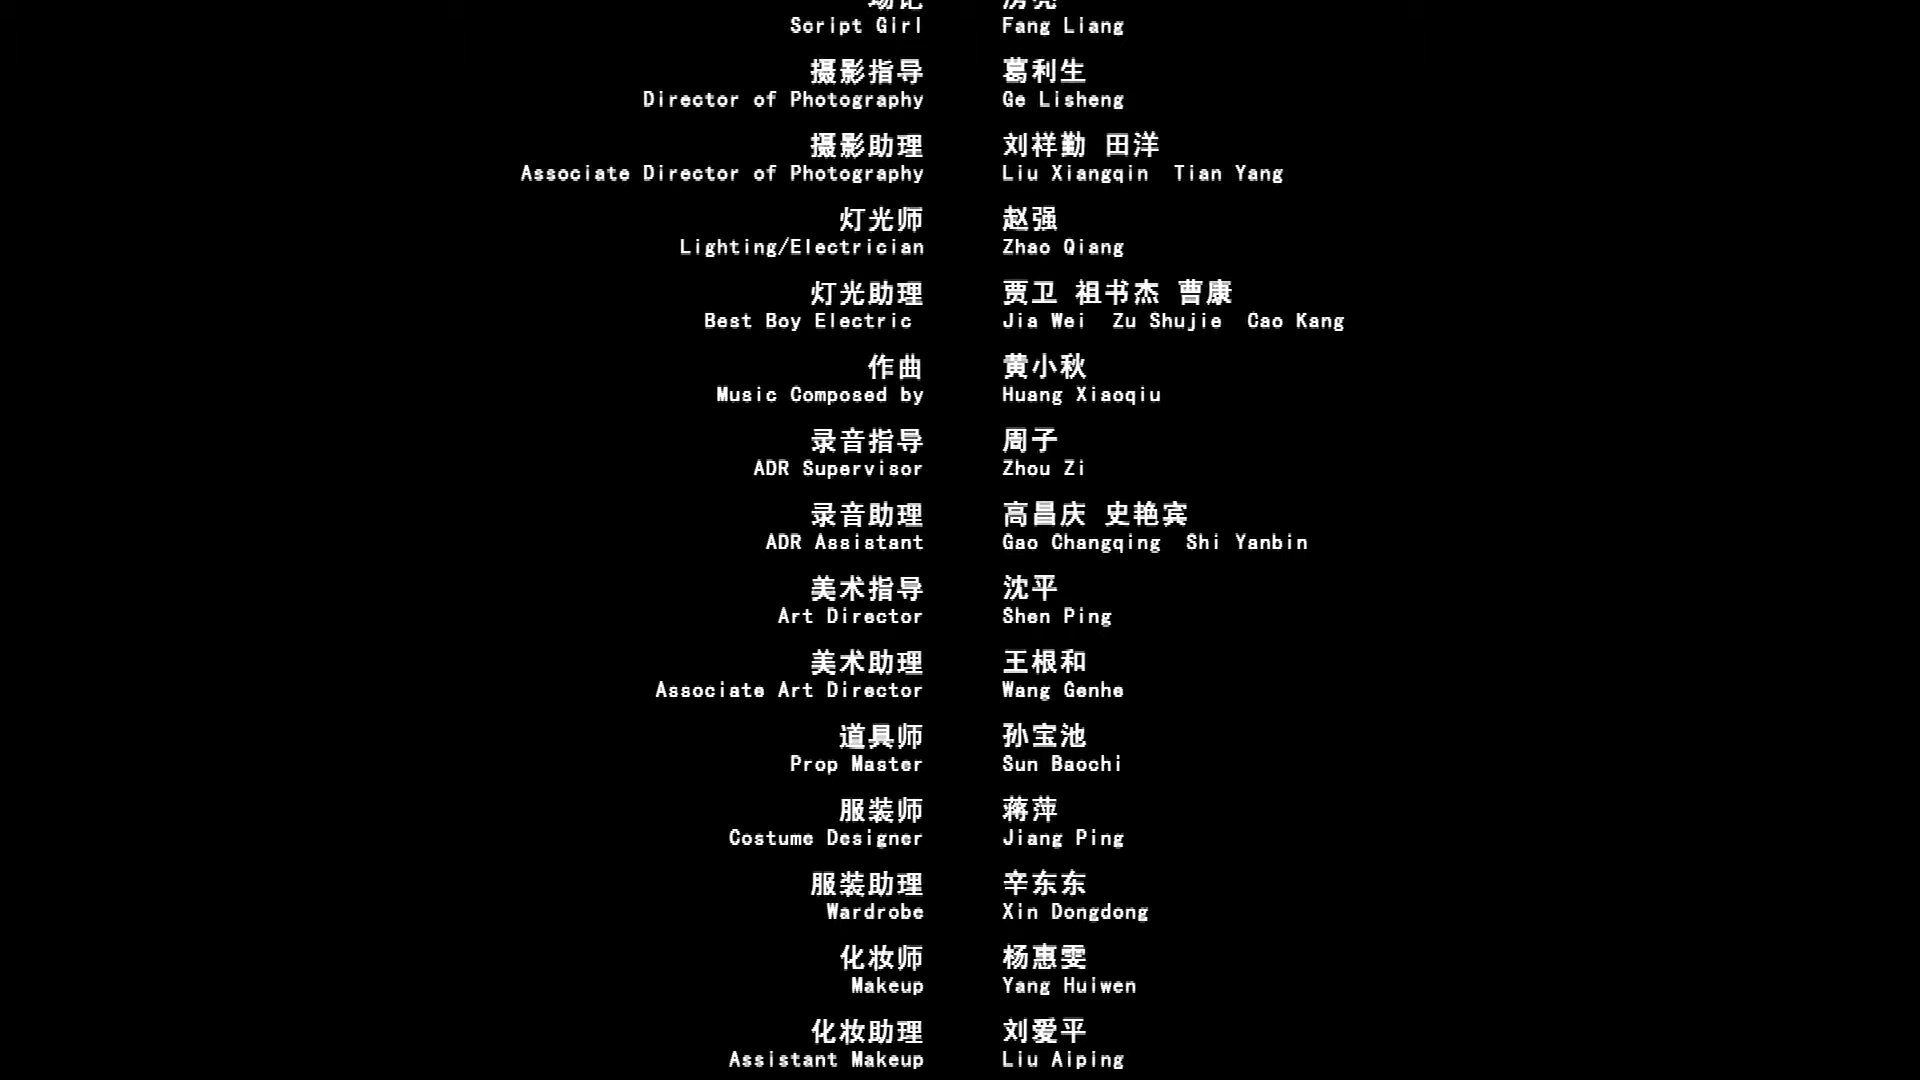 场记 房亮
Script Girl Fang Liang
摄影指导 葛利生
Director of Photography Ge Lisheng
摄影助理 刘祥勤 田洋
Associate Director of Photography Liu Xiangqin Tian Yang
灯光师 赵强
Lighting/Electrician Zhao Qiang
灯光助理 贾卫 祖书杰 曹康
Best Boy Electric Jia Wei Zu Shujie Cao Kang
作曲 黄小秋
Music Composed by Huang Xiaoqiu
录音指导 周子
ADR Supervisor Zhou Zi
录音助理 高昌庆 史艳宾
ADR Assistant Gao Changqing Shi Yanbin
美术指导 沈平
Art Director Shen Ping
美术助理 王根和
Associate Art Director Wang Genhe
道具师 孙宝池
Prop Master Sun Baochi
服装师 蒋萍
Costume Designer Jiang Ping
服装助理 辛东东
Wardrobe Xin Dongdong
化妆师 杨惠雯
Makeup Yang Huiwen
化妆助理 刘爱平
Assistant Makeup Liu Aiping